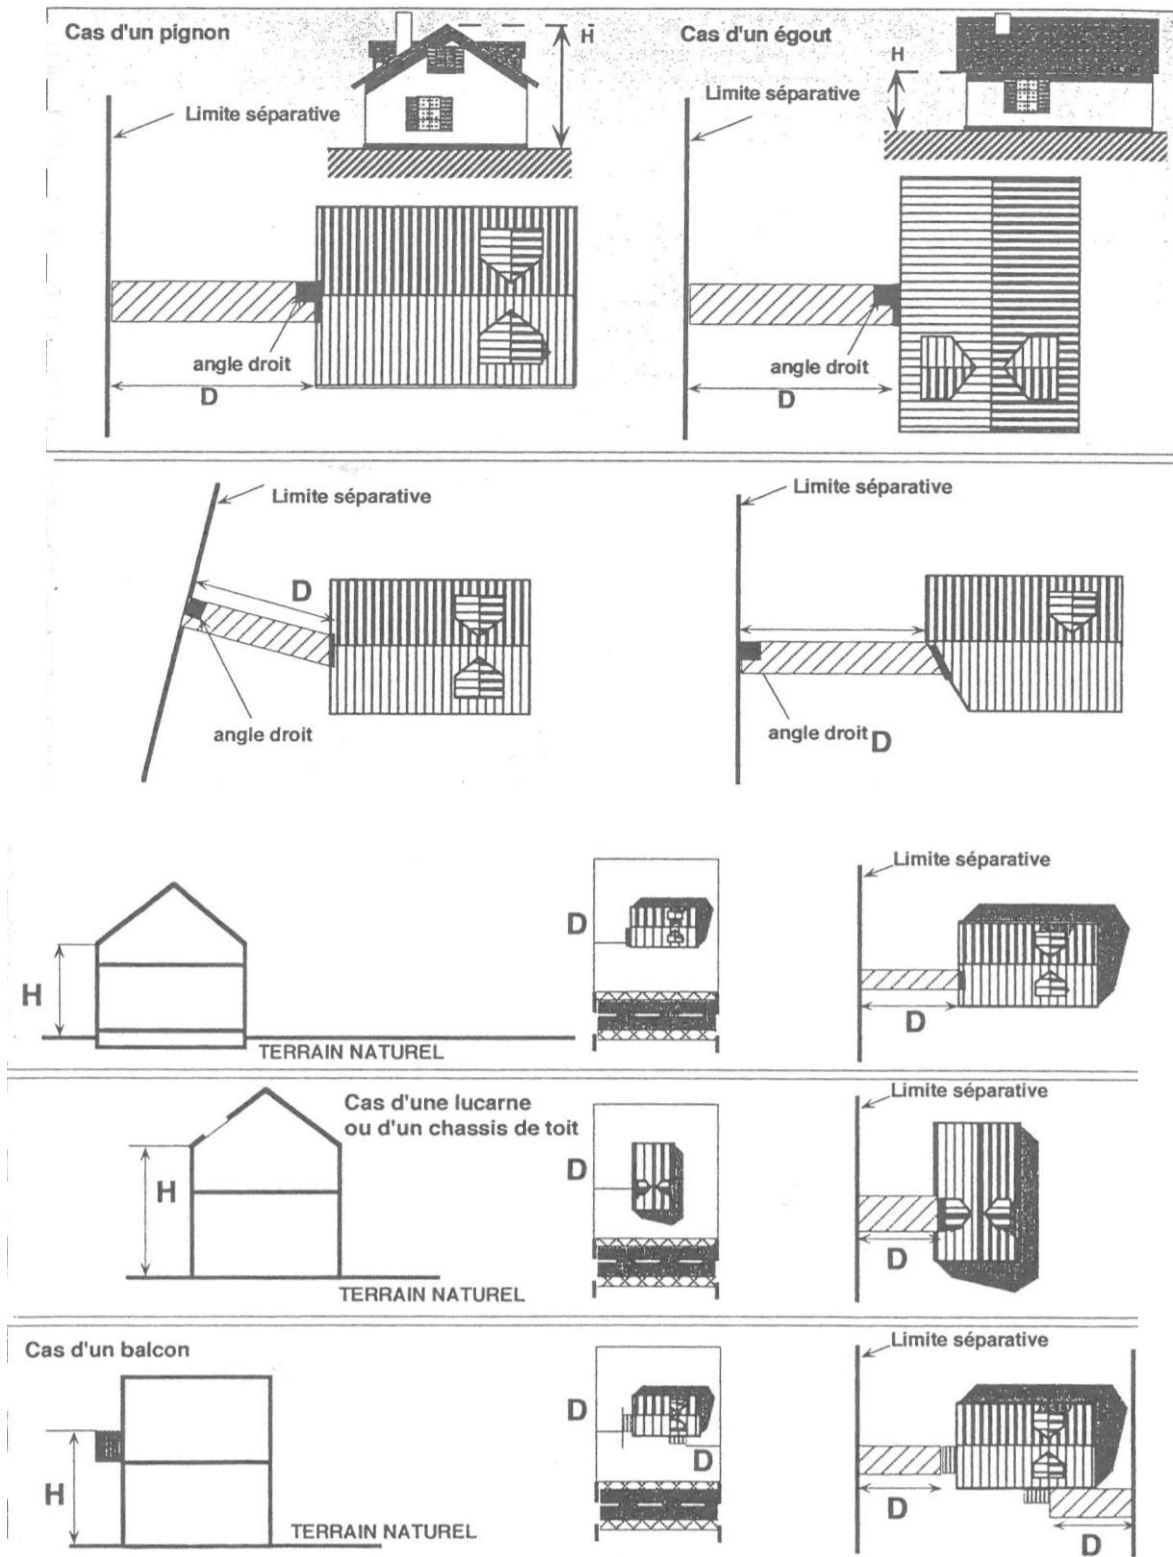 Cas d'un pignon
H
Limite séparative
angle droit
D
Cas d'un égout
H
Limite séparative
angle droit
D
Limite séparative
D
angle droit
Limite séparative
angle droit
D
H
TERRAIN NATUREL
D
Limite séparative
D
Cas d'une lucarne
ou d'un chassis de toit
H
TERRAIN NATUREL
D
Limite séparative
D
Cas d'un balcon
H
TERRAIN NATUREL
D
D
Limite séparative
D
D